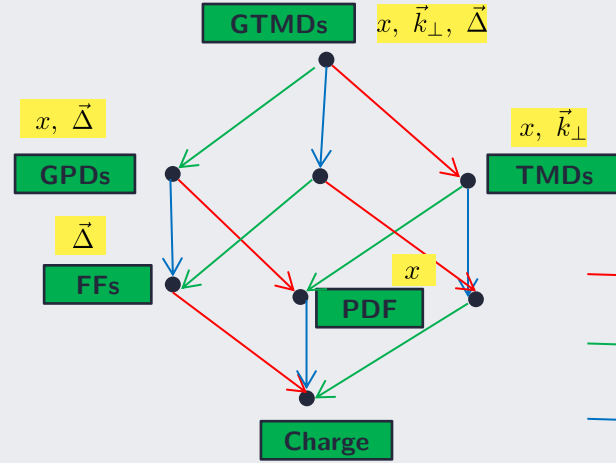 GTMDs
x, k⃗⊥, Δ⃗
x, Δ⃗
x, k⃗⊥
GPDs
TMDs
Δ⃗
x
FFs
PDF
Charge